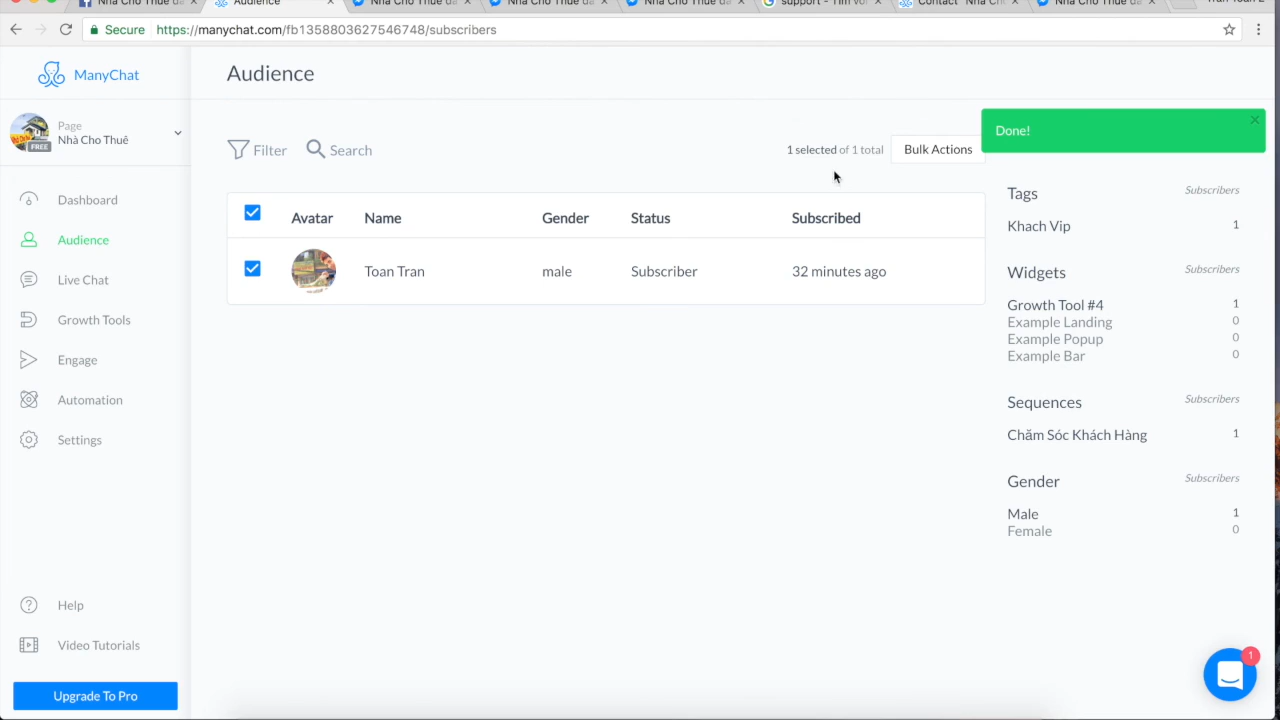 Audience
support - Tìm
Contact
Secure https://manychat.com/fb1358803627546748/subscribers
ManyChat
Audience
Page
Nhà Cho Thuê
FREE
Done!
Filter
Search
1 selected of 1 total
Bulk Actions
Avatar
Name
Gender
Status
Subscribed
Toan Tran
male
Subscriber
32 minutes ago
Dashboard
Audience
Live Chat
Growth Tools
Engage
Automation
Settings
Help
Video Tutorials
Upgrade To Pro
Tags
Subscribers
Khach Vip
1
Widgets
Subscribers
Growth Tool #4
1
Example Landing
0
Example Popup
0
Example Bar
0
Sequences
Subscribers
Chăm Sóc Khách Hàng
1
Gender
Subscribers
Male
1
Female
0
1